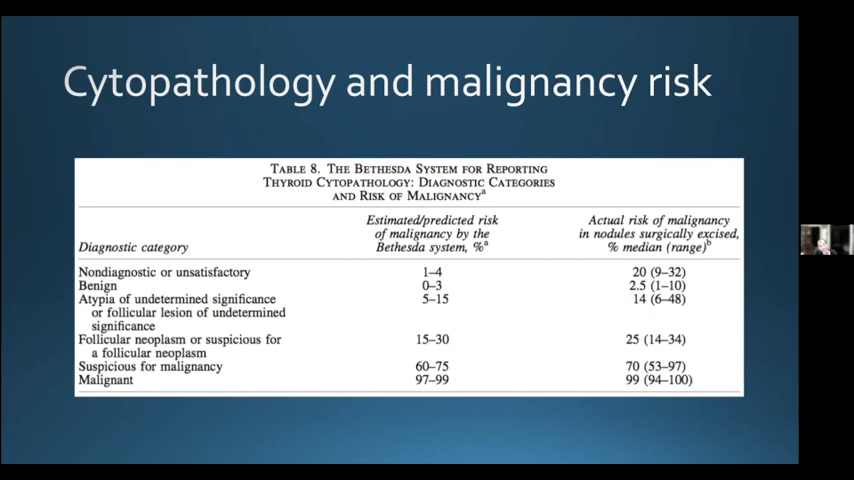 Cytopathology and malignancy risk
TABLE 8. THE BETHESDA SYSTEM FOR REPORTING
THYROID CYTOPATHOLOGY: DIAGNOSTIC CATEGORIES
AND RISK OF MALIGNANCYa
Diagnostic category
Estimated/predicted risk
of malignancy by the
Bethesda system, %a
Actual risk of malignancy
in nodules surgically excised,
% median (range)b
Nondiagnostic or unsatisfactory 1–4 20 (9–32)
Benign 0–3 2.5 (1–10)
Atypia of undetermined significance 5–15 14 (6–48)
or follicular lesion of undetermined
significance
Follicular neoplasm or suspicious for 15–30 25 (14–34)
a follicular neoplasm
Suspicious for malignancy 60–75 70 (53–97)
Malignant 97–99 99 (94–100)